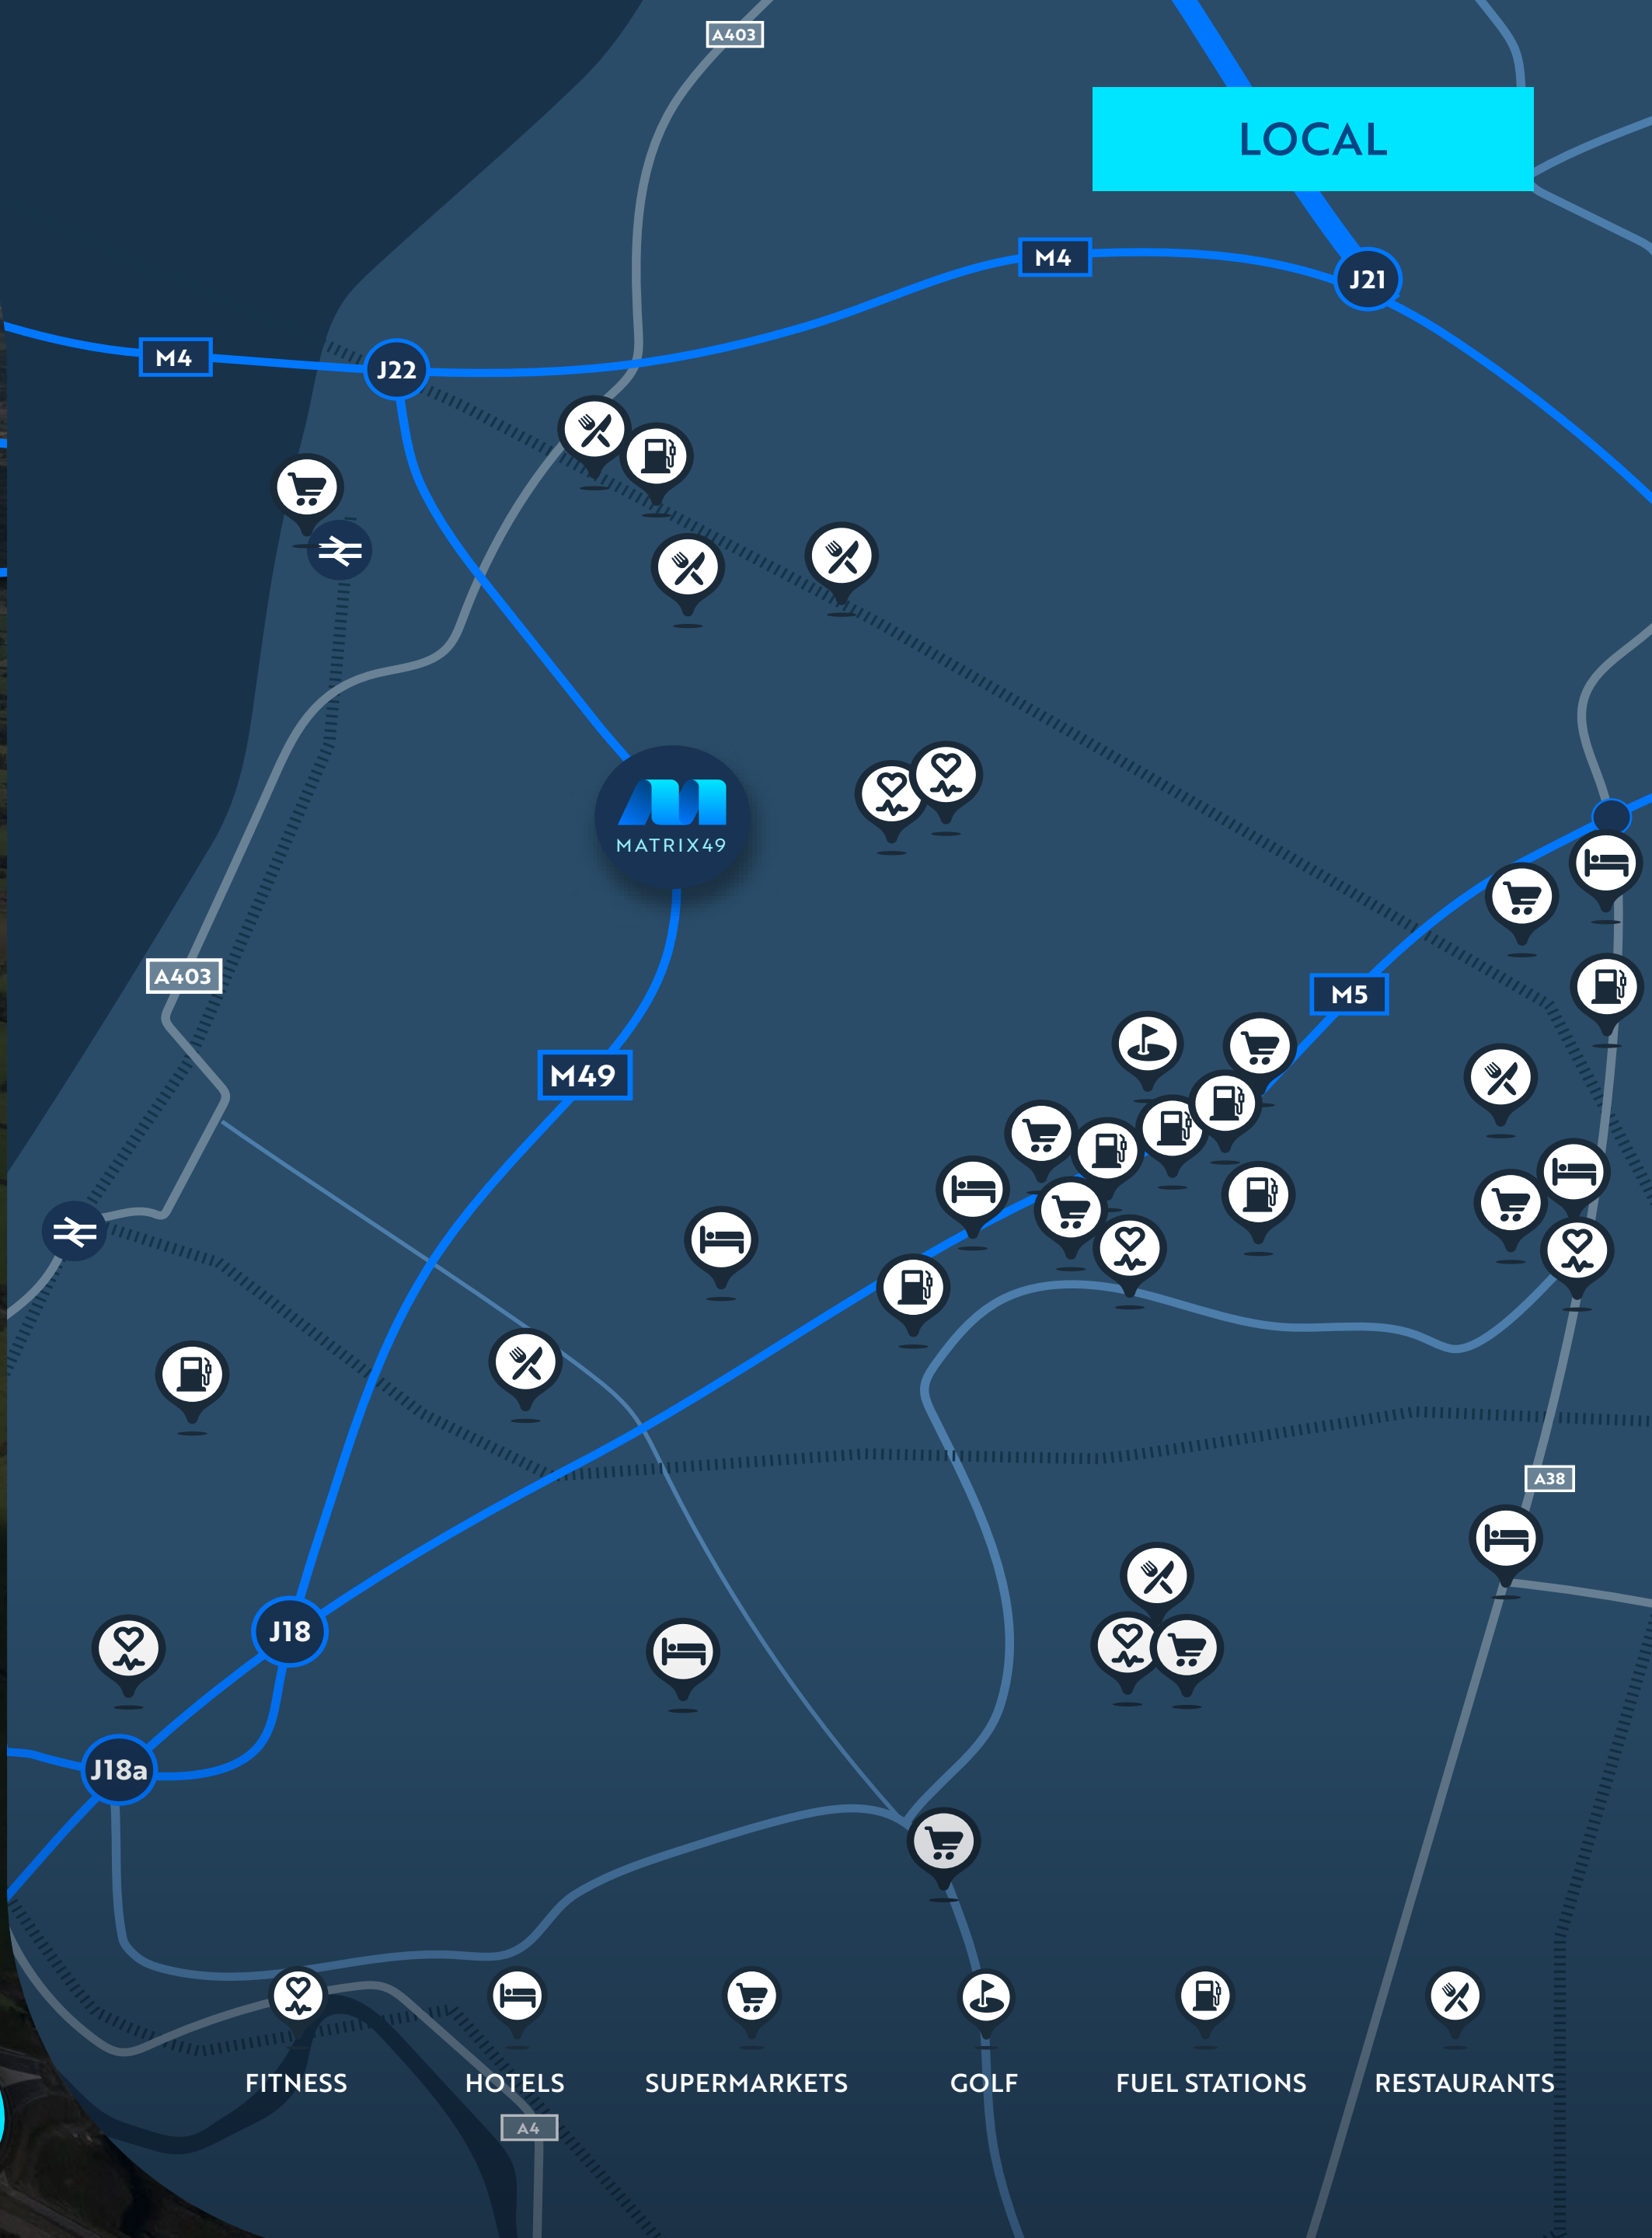 A403
LOCAL
M4
J21
M4
J22
MATRIX49
A403
M5
M49
A38
J18
J18a
FITNESS
HOTELS
SUPERMARKETS
GOLF
FUEL STATIONS
RESTAURANTS
A4